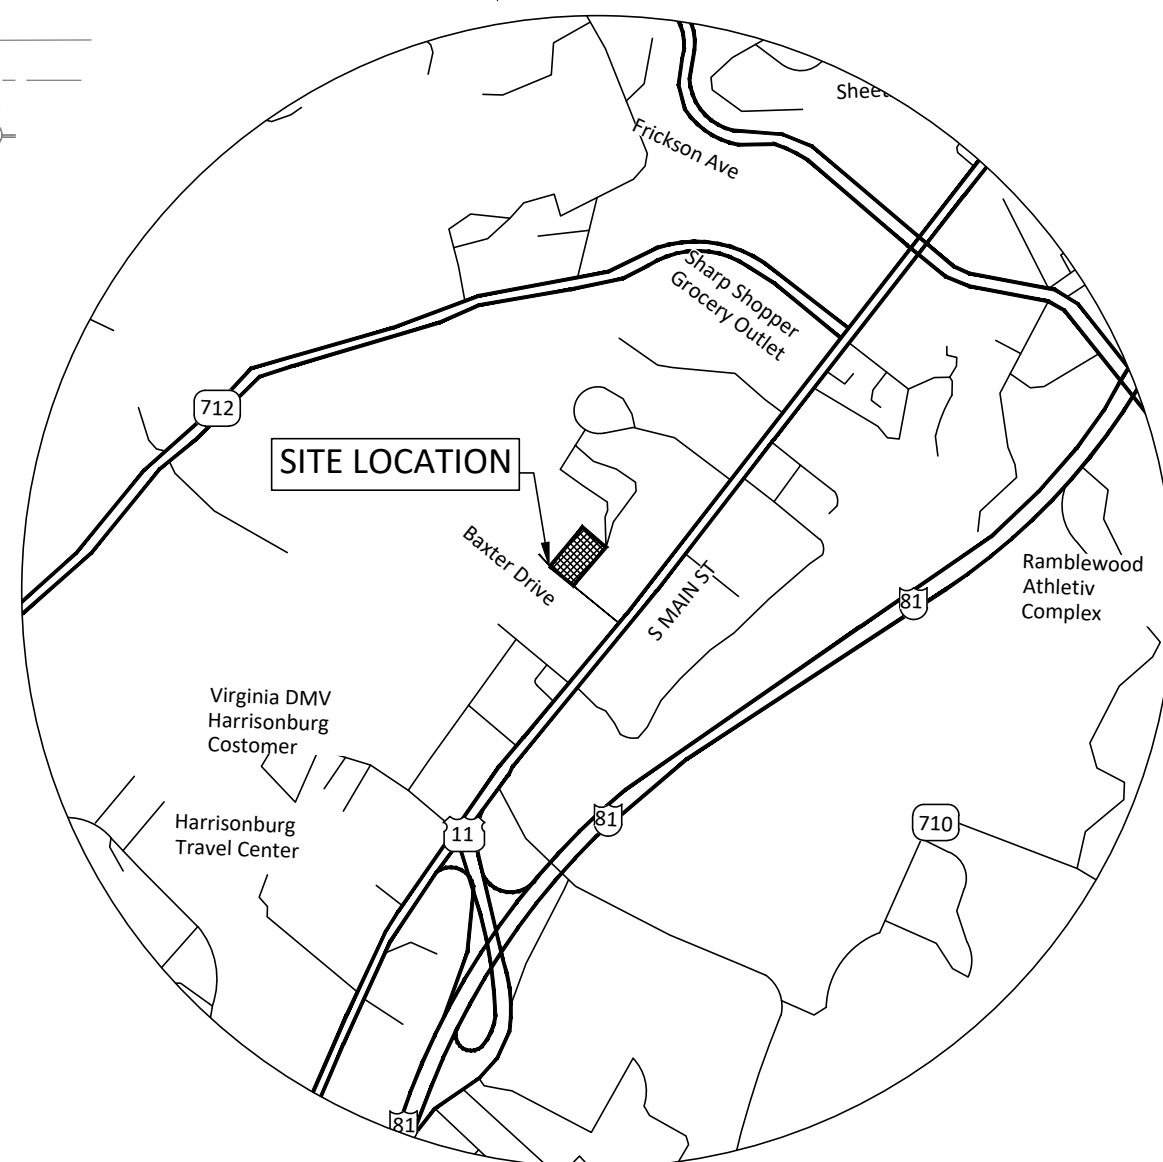 Sheet
Frickson Ave
Sharp Shopper
Grocery Outlet
712
SITE LOCATION
Baxter Drive
S MAIN ST
Ramblewood
Athletiv
Complex
81
Virginia DMV
Harrisonburg
Costomer
Harrisonburg
Travel Center
11
81
710
81